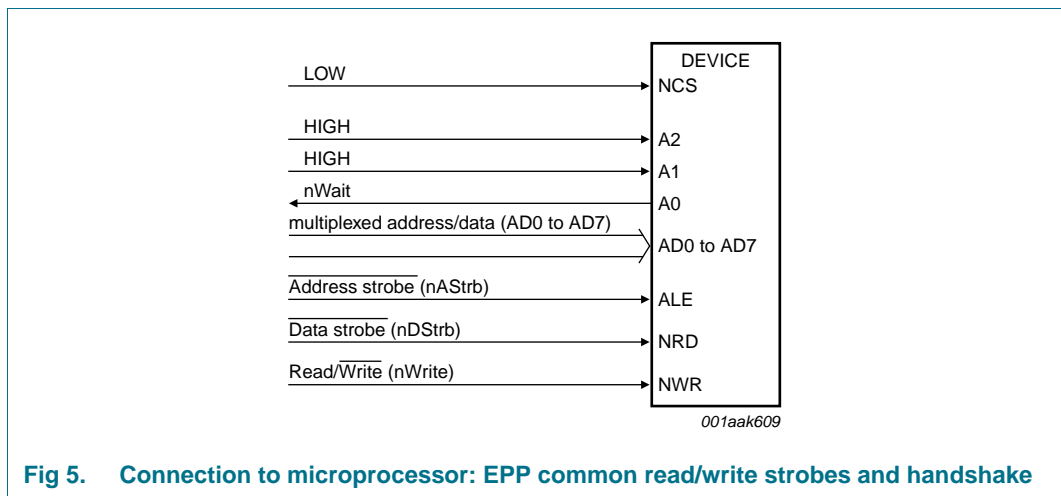 DEVICE
LOW
NCS
HIGH
A2
HIGH
A1
nWait
A0
multiplexed address/data (AD0 to AD7)
AD0 to AD7
Address strobe (nAStrb)
ALE
Data strobe (nDStrb)
NRD
Read/Write (nWrite)
NWR
001aak609
Fig 5. Connection to microprocessor: EPP common read/write strobes and handshake